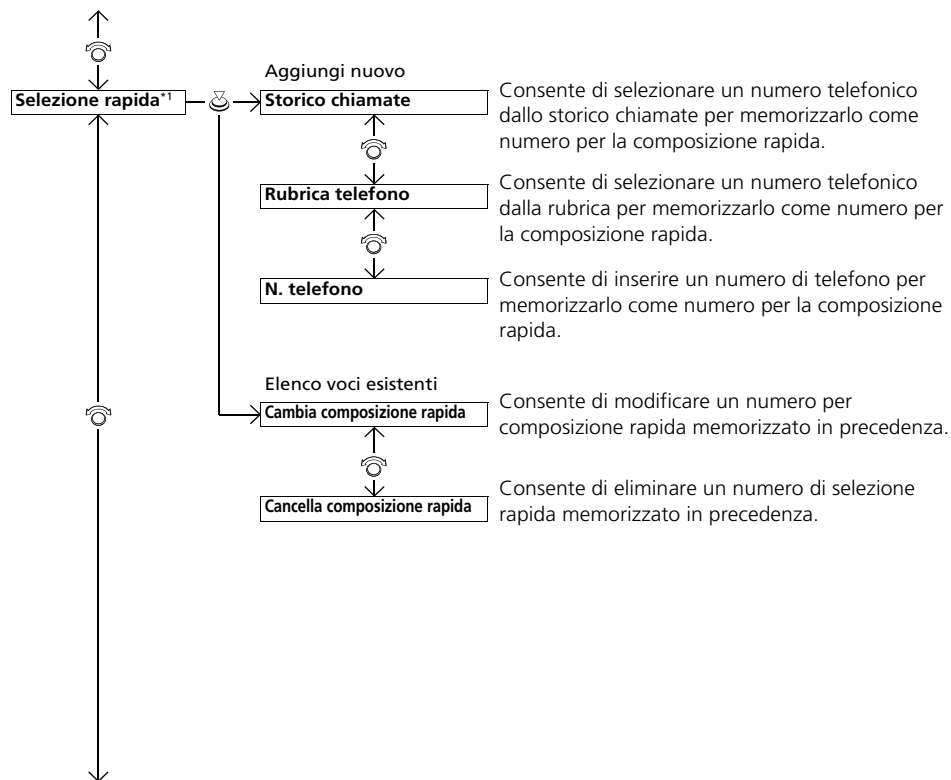 Aggiungi nuovo
Selezione rapida*1
Storico chiamate
Consente di selezionare un numero telefonico
dallo storico chiamate per memorizzarlo come
numero per la composizione rapida.
Rubrica telefono
Consente di selezionare un numero telefonico
dalla rubrica per memorizzarlo come numero per
la composizione rapida.
N. telefono
Consente di inserire un numero di telefono per
memorizzarlo come numero per la composizione
rapida.
Elenco voci esistenti
Cambia composizione rapida
Consente di modificare un numero per
composizione rapida memorizzato in precedenza.
Cancella composizione rapida
Consente di eliminare un numero di selezione
rapida memorizzato in precedenza.